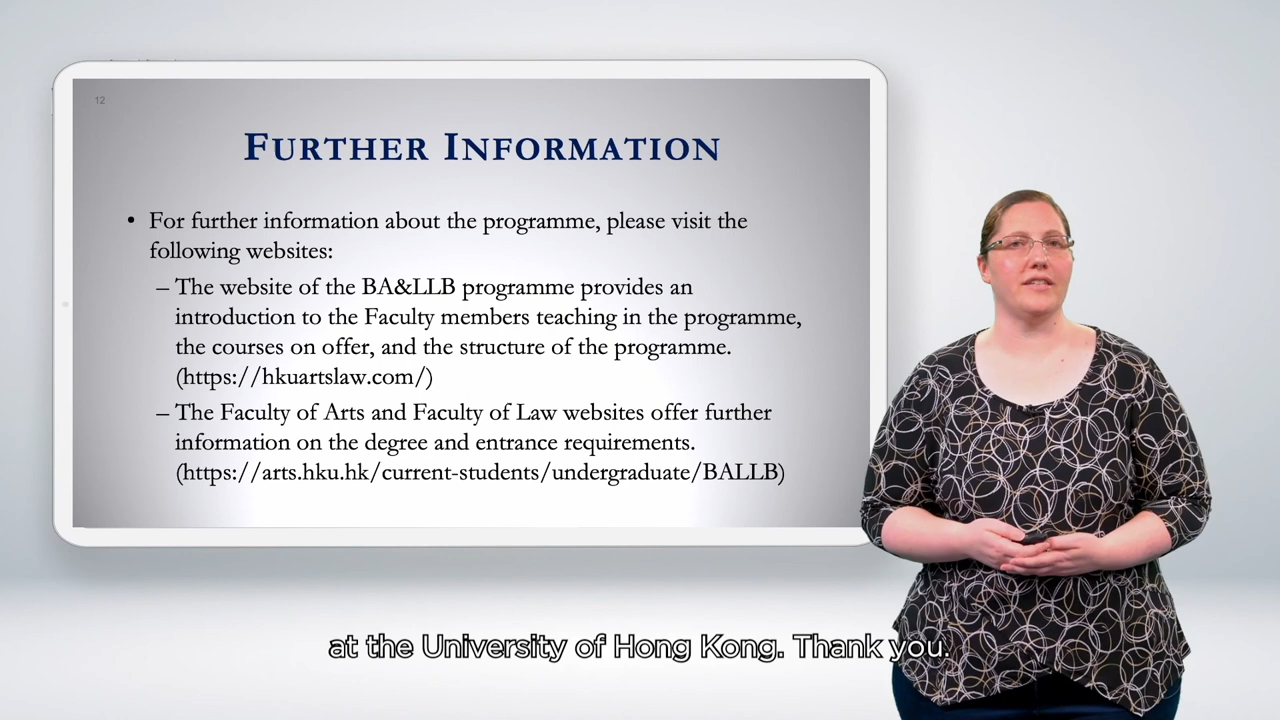 12
FURTHER INFORMATION
• For further information about the programme, please visit the
following websites:
– The website of the BA&LLB programme provides an
introduction to the Faculty members teaching in the programme,
the courses on offer, and the structure of the programme.
(https://hkuartslaw.com/)
– The Faculty of Arts and Faculty of Law websites offer further
information on the degree and entrance requirements.
(https://arts.hku.hk/current-students/undergraduate/BALLB)
at the University of Hong Kong. Thank you.